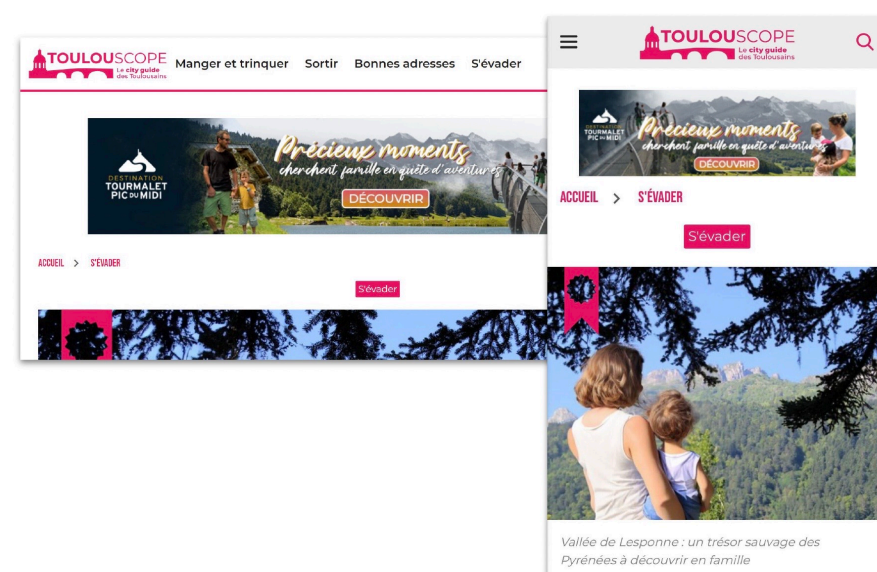 TOULOUSCOPE
Le city guide
des Toulousains
Manger et trinquer Sortir Bonnes adresses S'évader
DESTINATION
TOURMALET
PIC DU MIDI
Précieux moments
cherchent famille en quête d'aventures
DÉCOUVRIR
ACCUEIL > S'ÉVADER
S'évader
TOULOUSCOPE
Le city guide
des Toulousains
DESTINATION
TOURMALET
PIC DU MIDI
Précieux moments
cherchent famille en quête d'aventures
DÉCOUVRIR
ACCUEIL > S'ÉVADER
S'évader
Vallée de Lesponne : un trésor sauvage des
Pyrénées à découvrir en famille